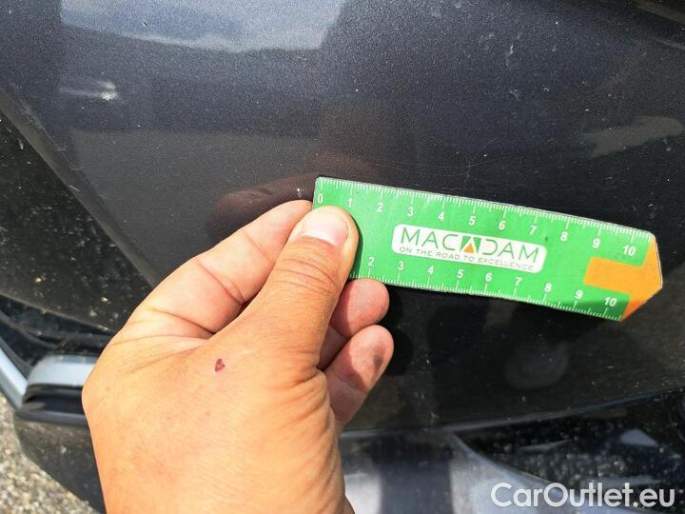 0 1 2 3 4 5 6 7 8 9 10
MACADAM
ON THE ROAD TO EXCELLENCE
2 3 4 5 6 7 8 9 10
CarOutlet.eu